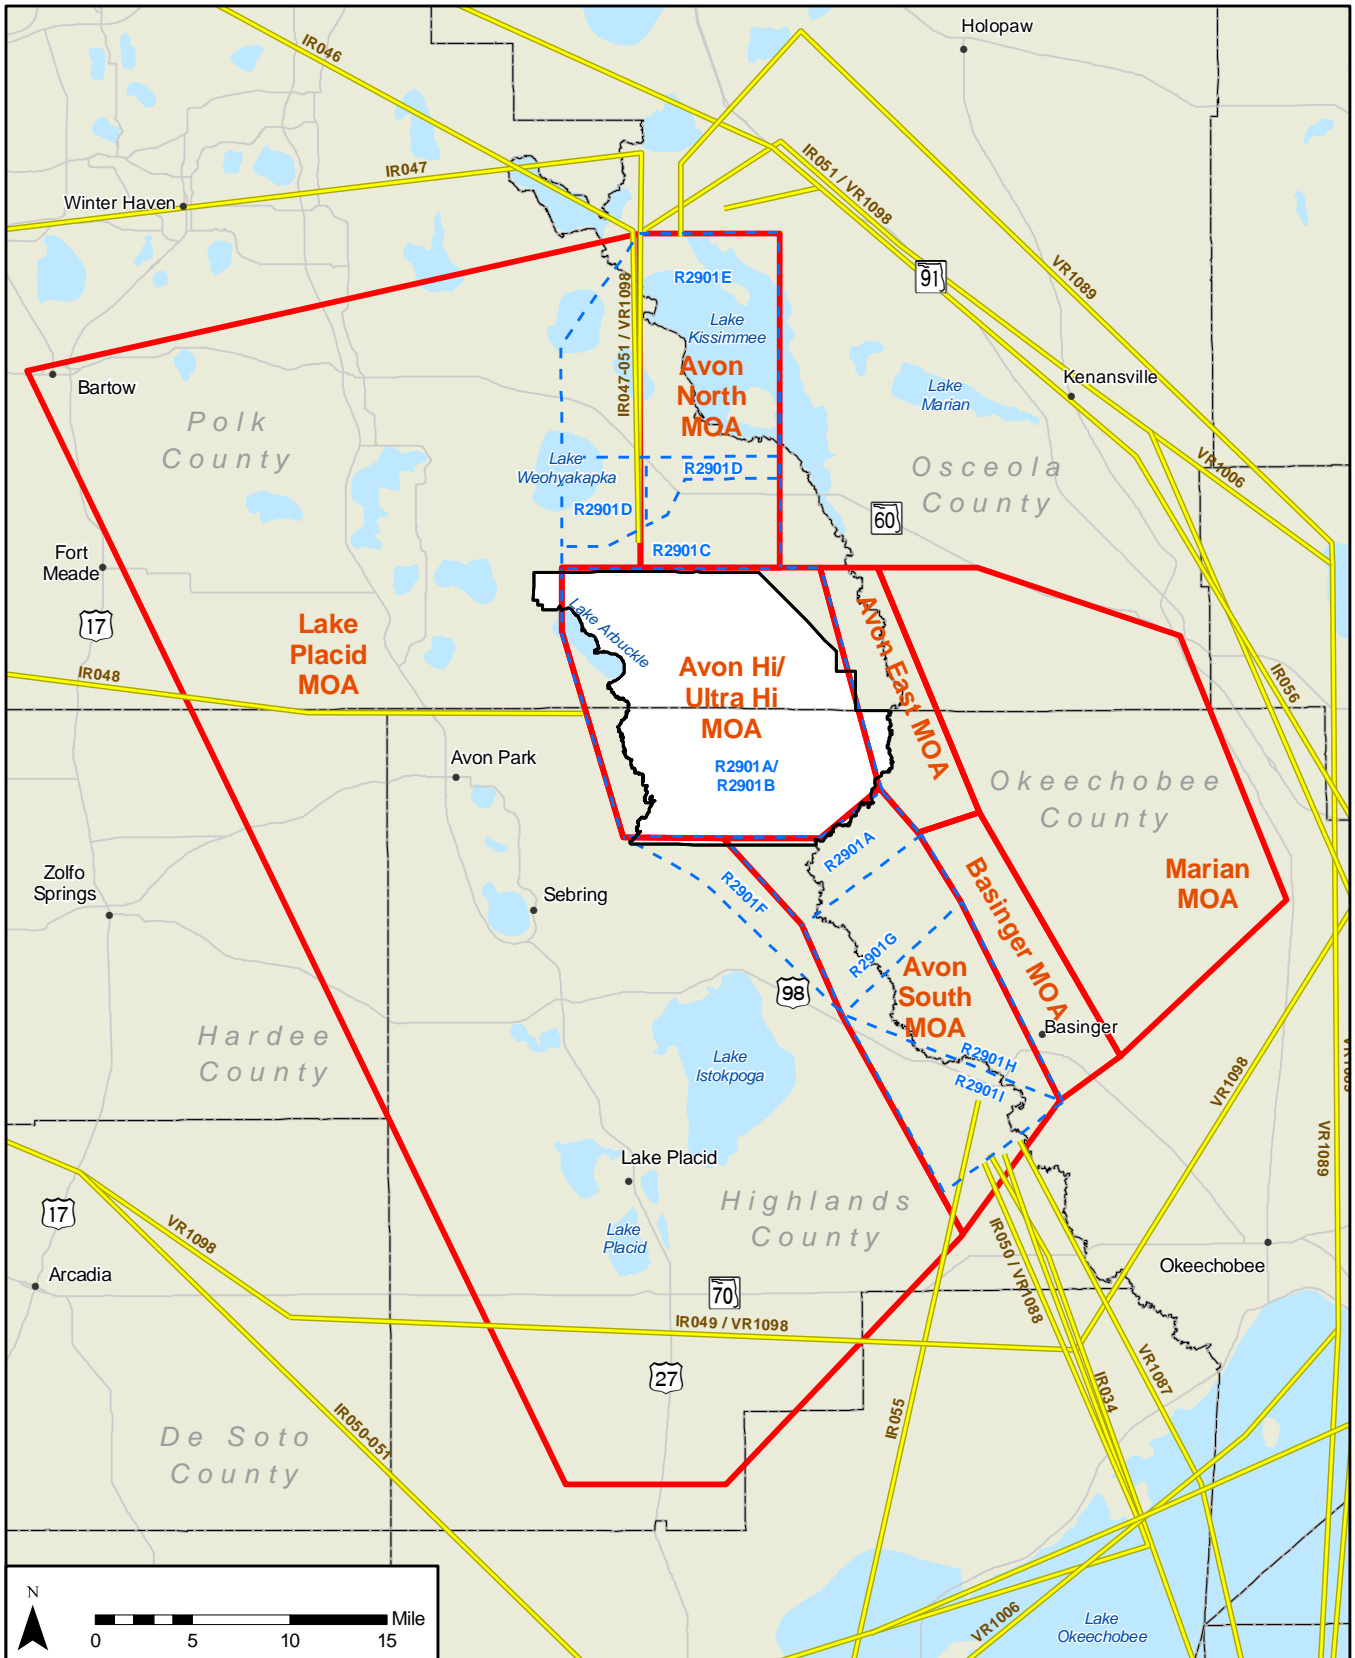 Holopaw
IR046
IR047
IR051 / VR1098
Winter Haven
VR1089
91
R2901E
IR047-051 / VR1098
Lake
Kissimmee
Avon
North
MOA
Kenansville
Bartow
Lake
Marian
Polk
County
Lake
Weohyakapka
R2901D
R2901D
Osceola
County
VR1006
60
R2901C
Fort
Meade
17
Lake Arbuckle
Avon East MOA
Lake
Placid
MOA
Avon Hi/
Ultra Hi
MOA
IR048
IR056
R2901A/
R2901B
Avon Park
Okeechobee
County
R2901A
Zolfo
Springs
Sebring
R2901F
Marian
MOA
Basinger MOA
R2901G
Avon
South
MOA
98
Basinger
Hardee
County
Lake
Istokpoga
R2901H
R2901I
VR1098
VR1089
VR1089
Lake Placid
Highlands
County
17
VR1098
Lake
Placid
IR050 / VR1088
Okeechobee
Arcadia
70
IR049 / VR1098
VR1087
27
IR034
IR055
IR050-051
De Soto
County
N
Mile
0 5 10 15
VR1006
Lake
Okeechobee